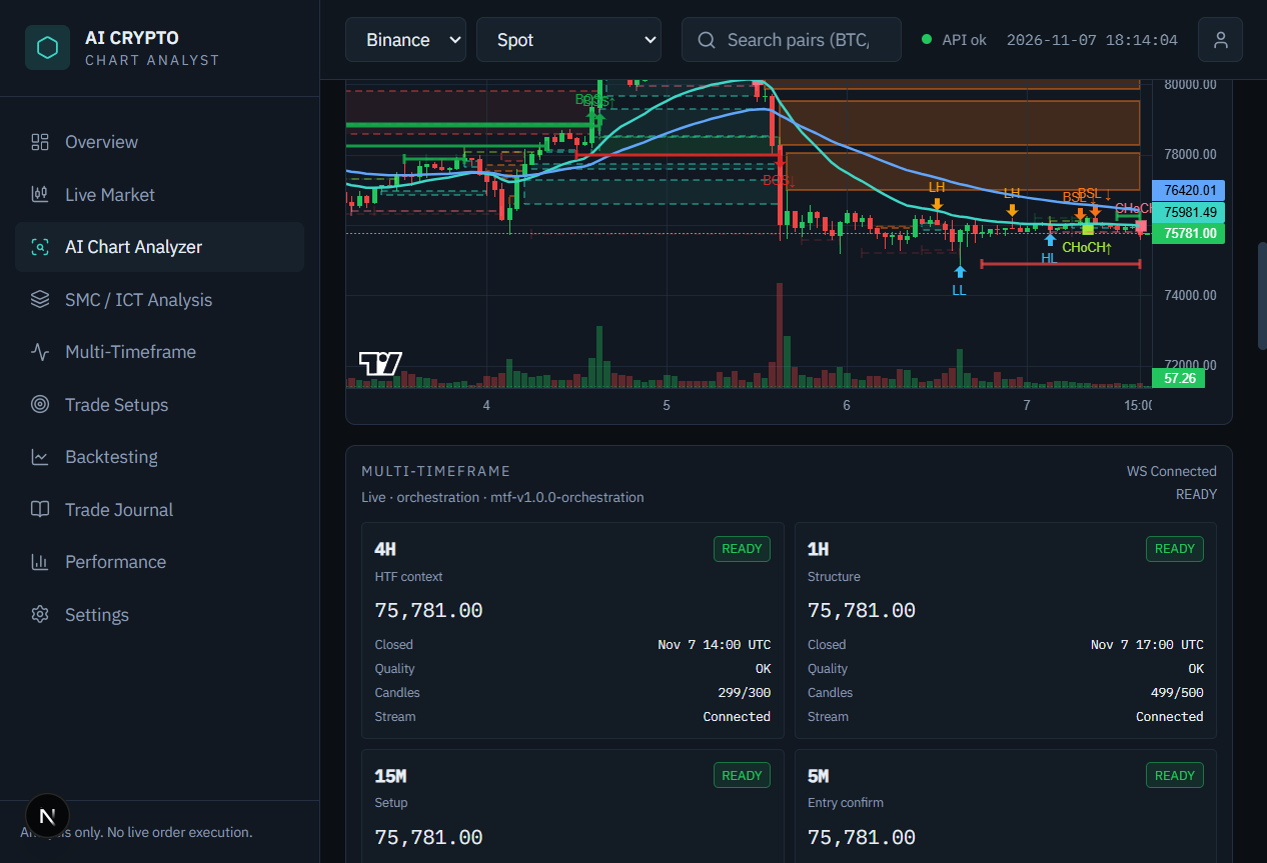 AI CRYPTO
CHART ANALYST
Overview
Live Market
AI Chart Analyzer
SMC / ICT Analysis
Multi-Timeframe
Trade Setups
Backtesting
Trade Journal
Performance
Settings
only. No live order execution.
Binance
Spot
Search pairs (BTC,
API ok
2026-11-07 18:14:04
80000.00
78000.00
76420.01
75981.49
75781.00
74000.00
72000.00
57.26
BOS↓
LH
LH
BSL↓
LL
HL
CHoCH↑
4
5
6
7
15:00
MULTI-TIMEFRAME
Live · orchestration · mtf-v1.0.0-orchestration
WS Connected
READY
4H
READY
HTF context
75,781.00
Closed Nov 7 14:00 UTC
Quality OK
Candles 299/300
Stream Connected
1H
READY
Structure
75,781.00
Closed Nov 7 17:00 UTC
Quality OK
Candles 499/500
Stream Connected
15M
READY
Setup
75,781.00
5M
READY
Entry confirm
75,781.00